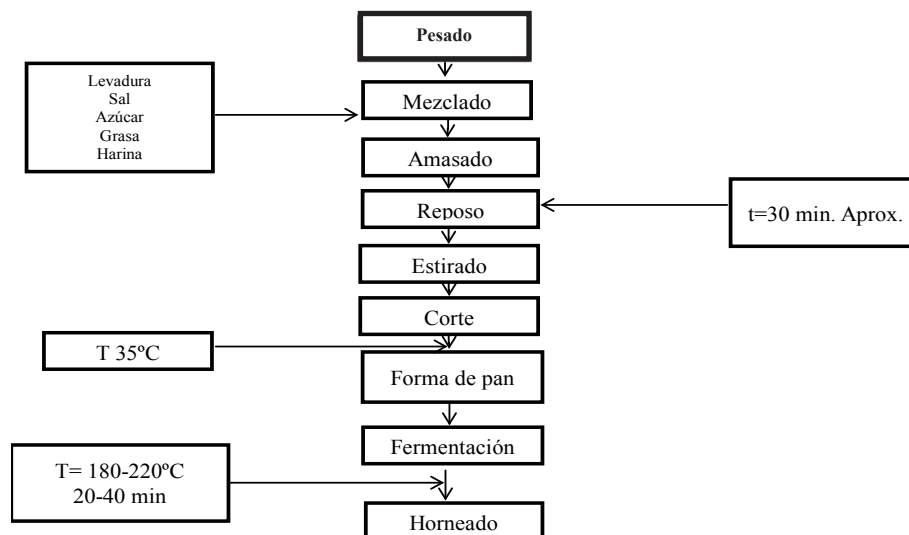 Pesado
Levadura
Sal
Azúcar
Grasa
Harina
Mezclado
Amasado
Reposo
t=30 min. Aprox.
Estirado
Corte
T 35ºC
Forma de pan
Fermentación
T= 180-220ºC
20-40 min
Horneado